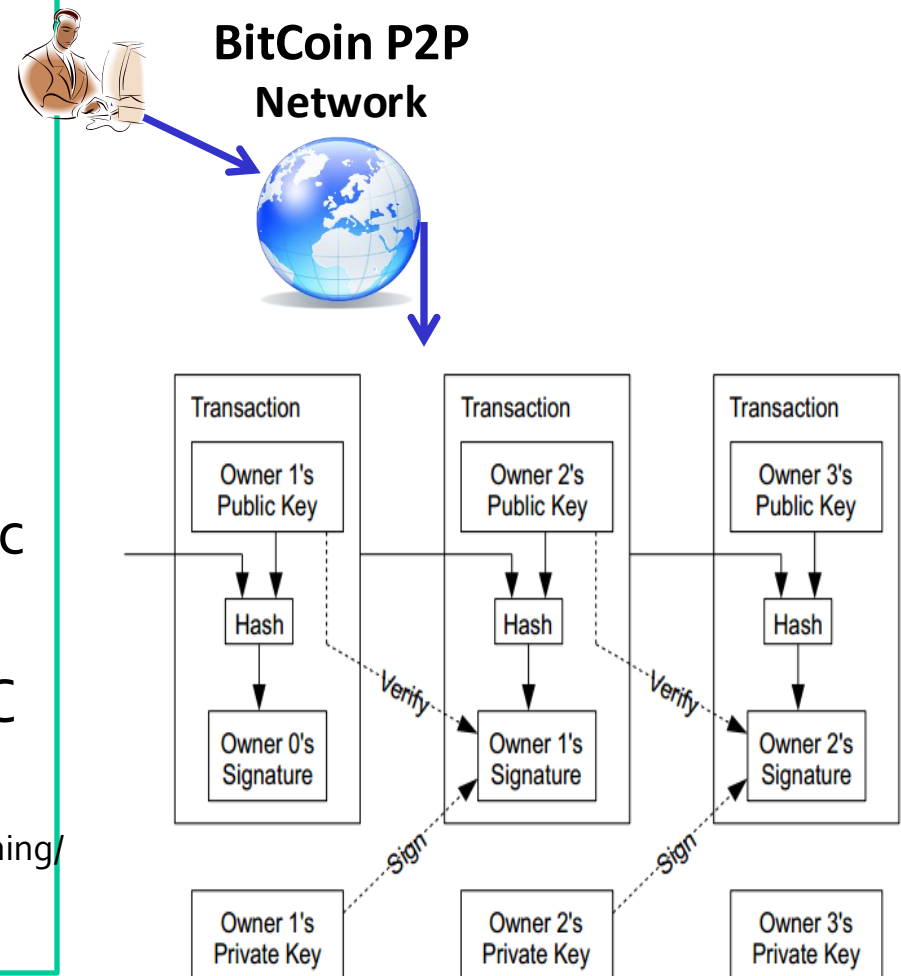 BitCoin P2P
Network
Transaction
Transaction
Transaction
Owner 1's
Public Key
Owner 2's
Public Key
Owner 3's
Public Key
Hash
Hash
Hash
Verify
Verify
Owner 0's
Signature
Owner 1's
Signature
Owner 2's
Signature
Sign
Sign
Owner 1's
Private Key
Owner 2's
Private Key
Owner 3's
Private Key